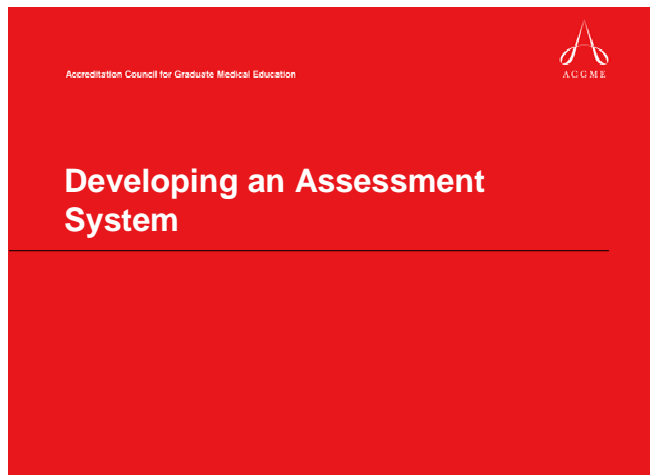 Accreditation Council for Graduate Medical Education
ACGME
Developing an Assessment
System